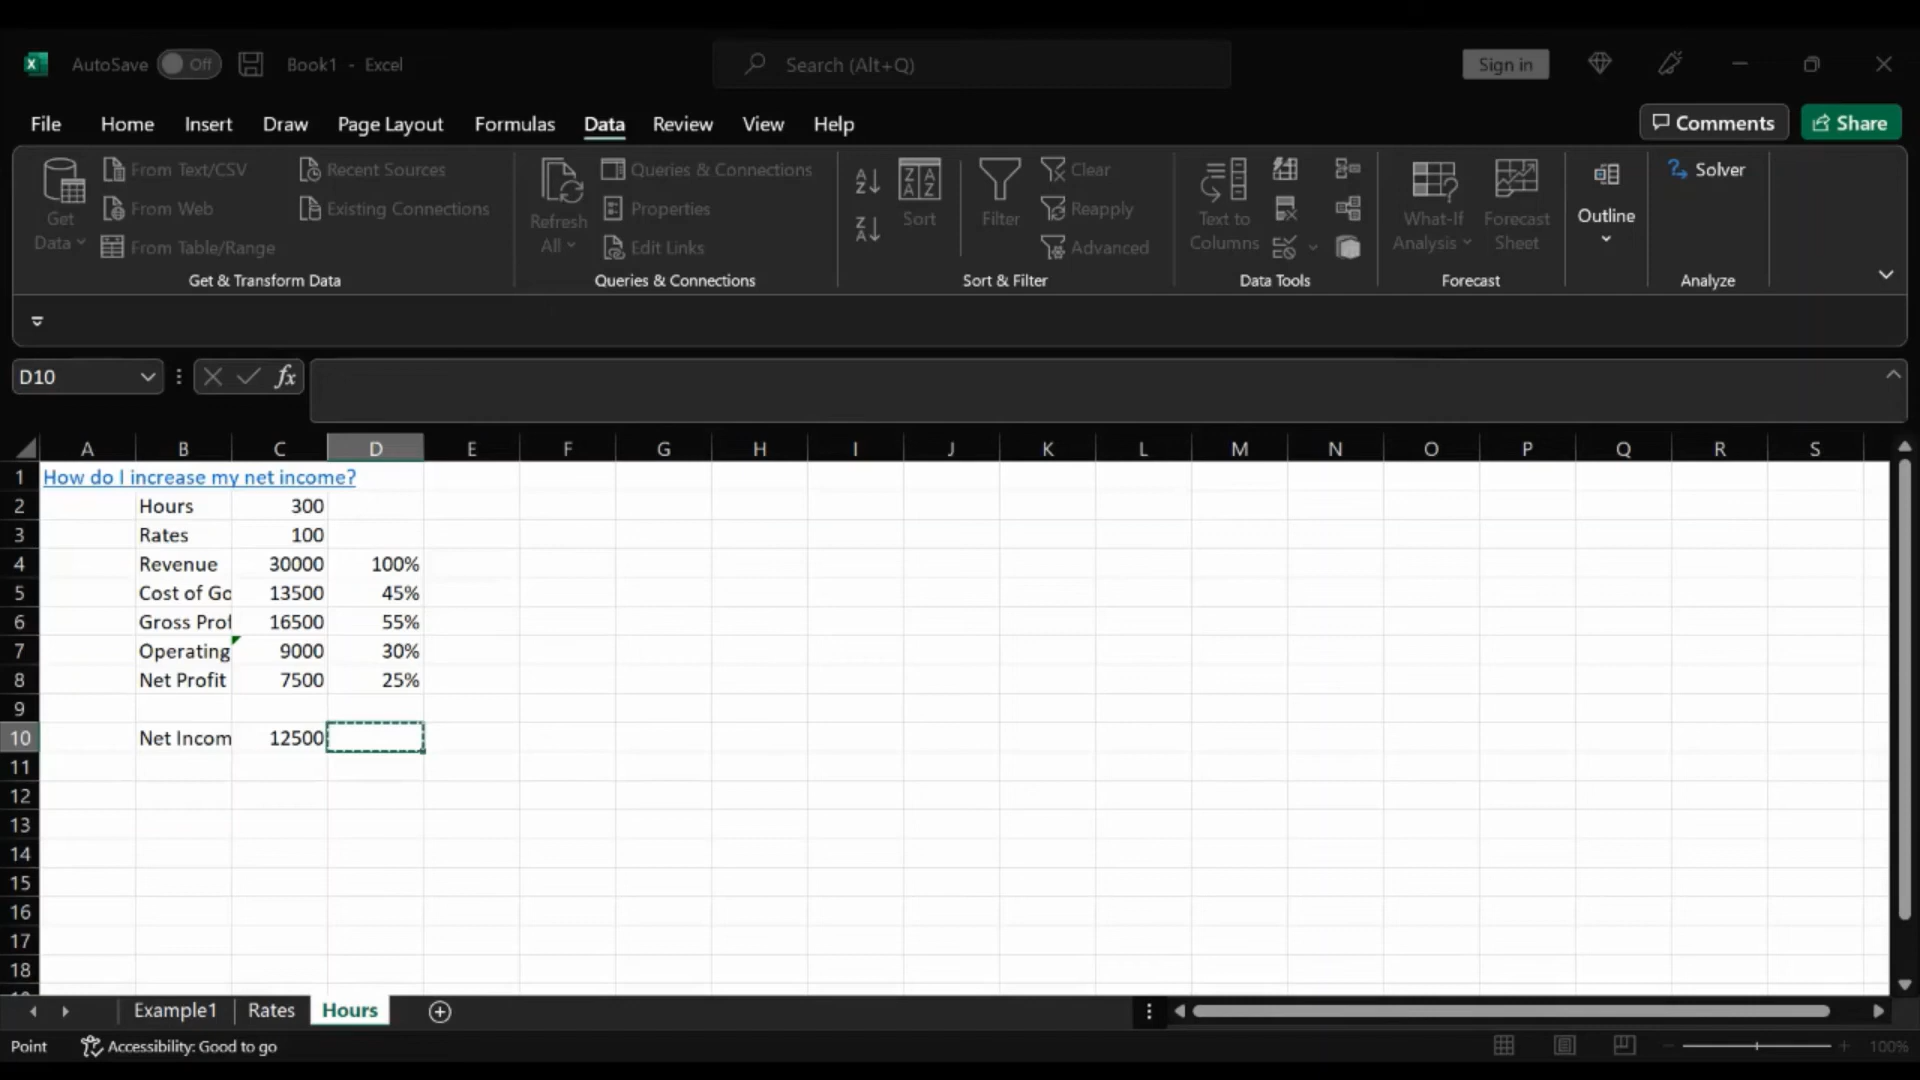 AutoSave Off Book1 - Excel Search (Alt+Q) Sign in
File Home Insert Draw Page Layout Formulas Data Review View Help Comments Share
Get Data
From Text/CSV
From Web
From Table/Range
Recent Sources
Existing Connections
Get & Transform Data
Refresh All
Queries & Connections
Properties
Edit Links
Queries & Connections
Sort
Filter
Clear
Reapply
Advanced
Sort & Filter
Text to Columns
Data Tools
What-If Analysis
Forecast Sheet
Forecast
Outline
Solver
Analyze
D10 fx
A B C D E F G H I J K L M N O P Q R S
1 How do I increase my net income?
2 Hours 300
3 Rates 100
4 Revenue 30000 100%
5 Cost of Go 13500 45%
6 Gross Prof 16500 55%
7 Operating 9000 30%
8 Net Profit 7500 25%
9
10 Net Incom 12500
11
12
13
14
15
16
17
18
Example1 Rates Hours
Point Accessibility: Good to go 100%